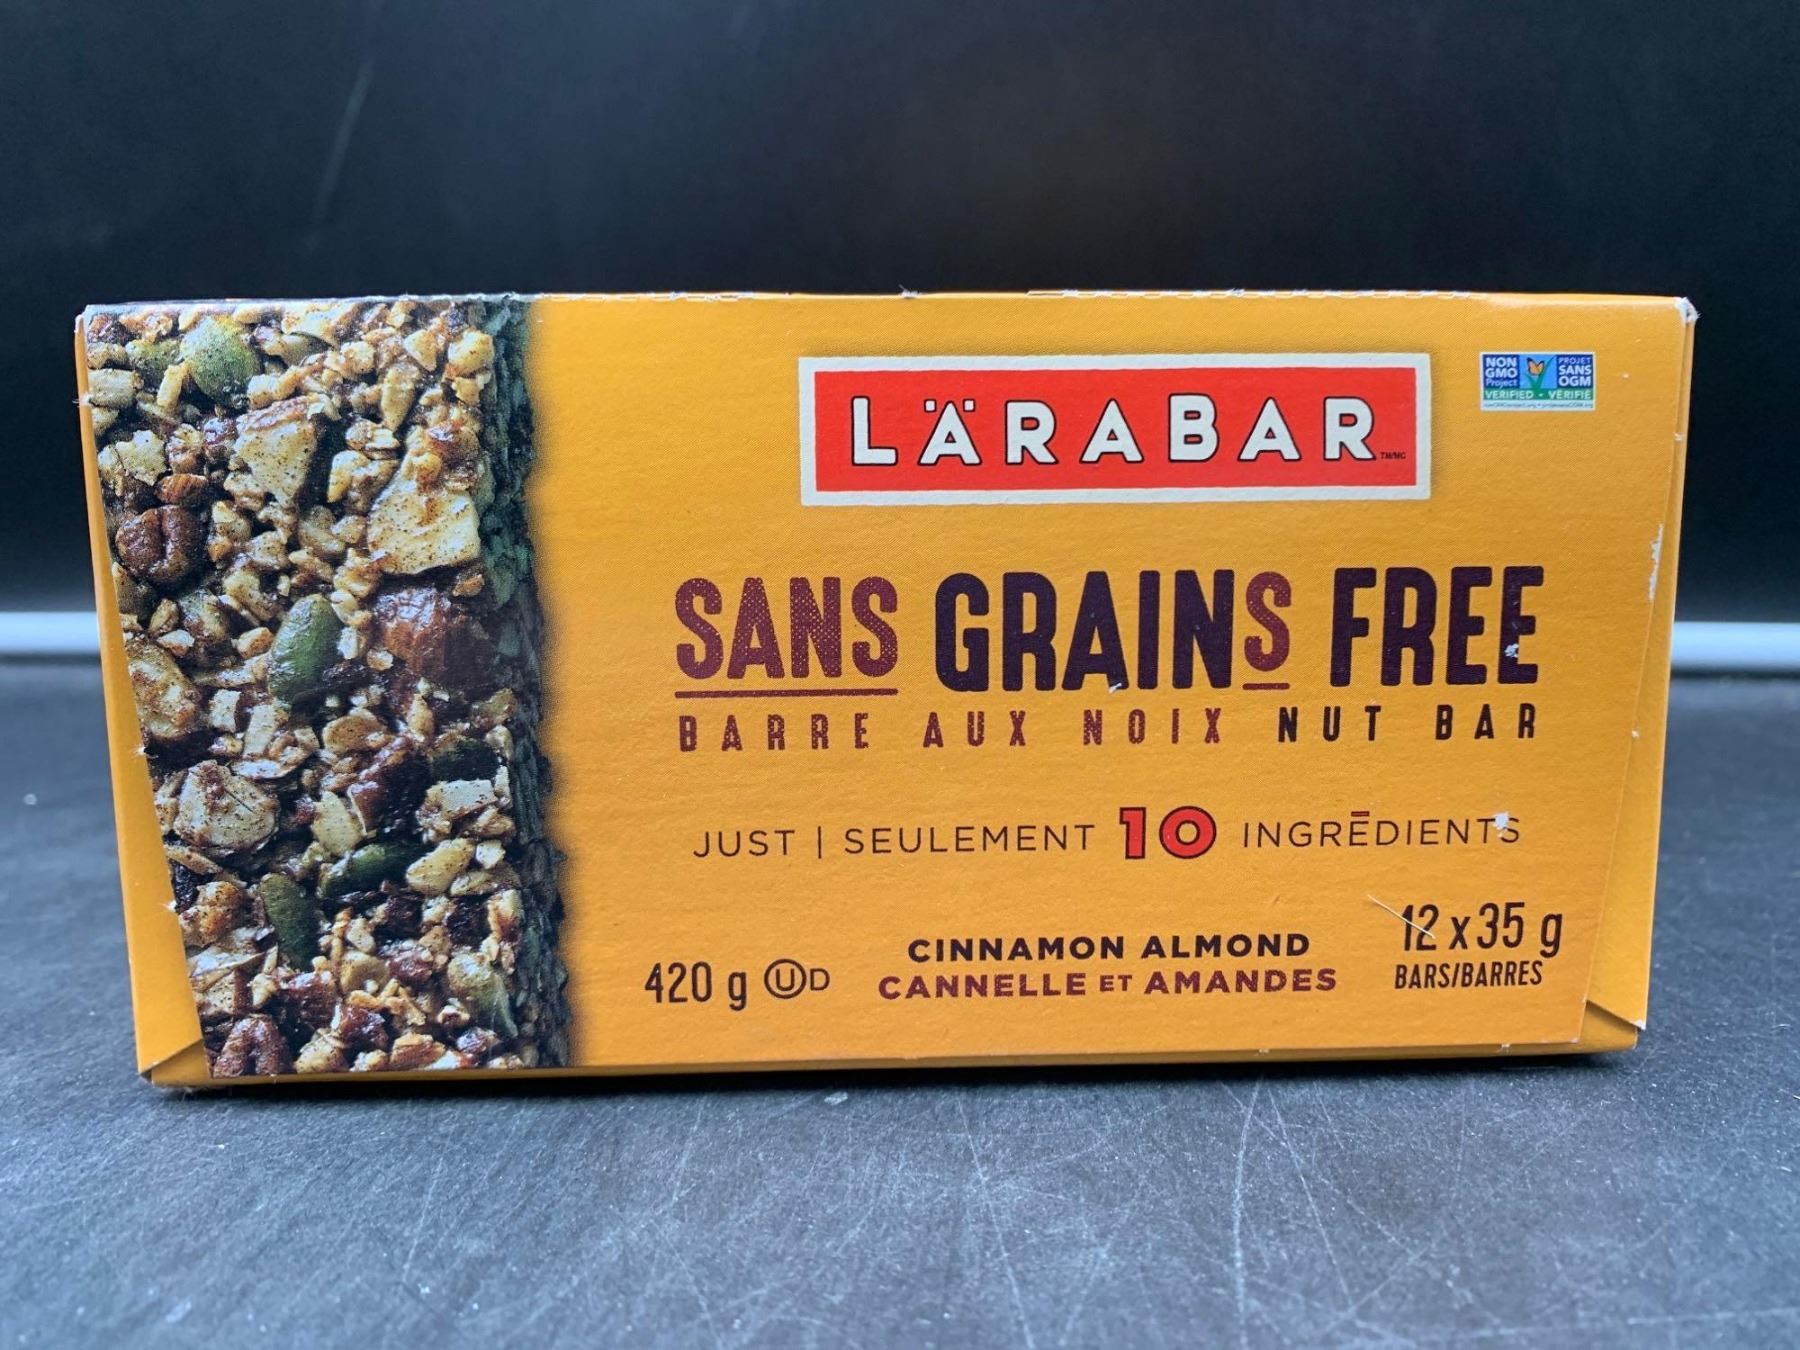 LÄRABAR TM/MC
NON GMO Project
PROJET SANS OGM
VERIFIED • VÉRIFIÉ
SANS GRAINS FREE
BARRE AUX NOIX NUT BAR
JUST | SEULEMENT 10 INGRĒDIENTS
CINNAMON ALMOND
CANNELLE ET AMANDES
420 g U D
12 x 35 g
BARS/BARRES